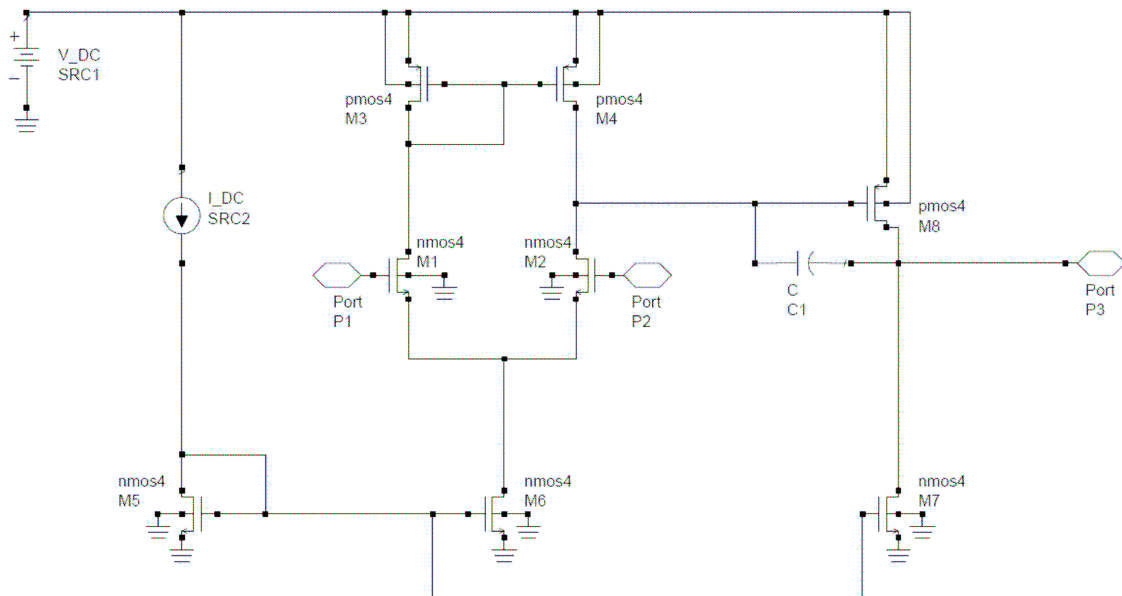 +
V_DC
SRC1
–
pmos4
M3
pmos4
M4
I_DC
SRC2
pmos4
M8
nmos4
M1
nmos4
M2
Port
P1
Port
P2
C
C1
Port
P3
nmos4
M5
nmos4
M6
nmos4
M7